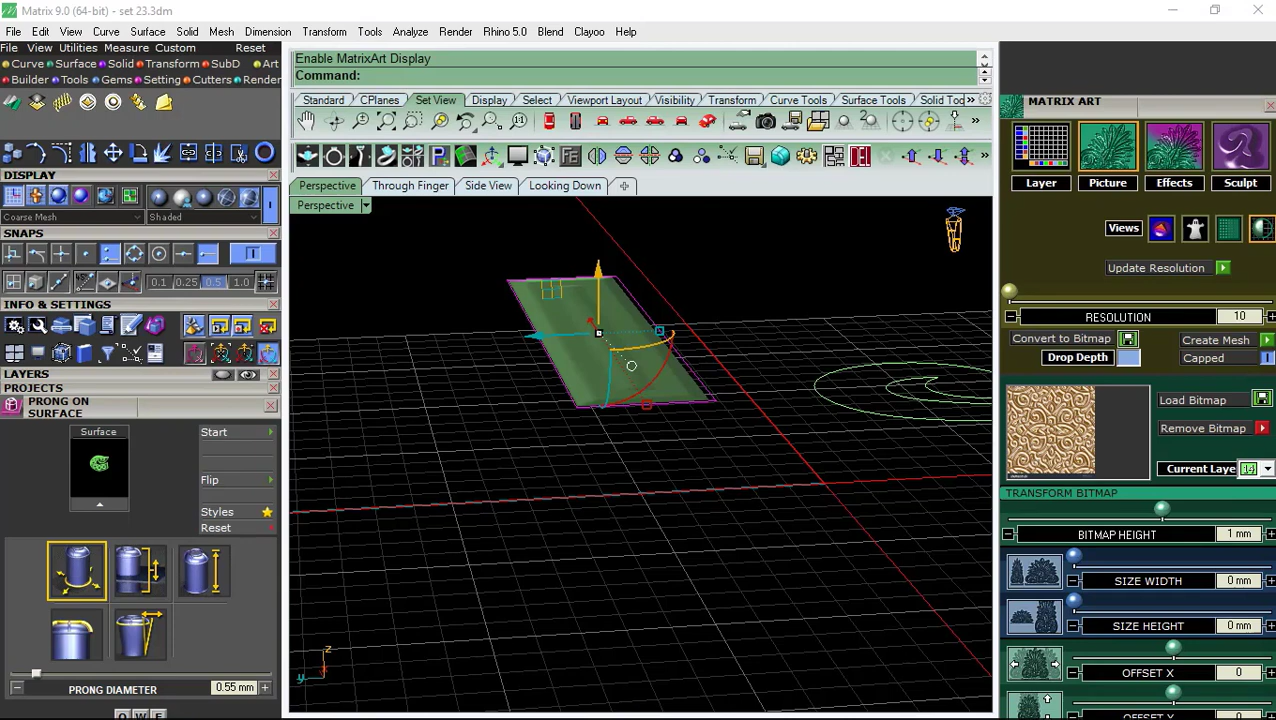 Matrix 9.0 (64-bit) - set 23.3dm
File Edit View Curve Surface Solid Mesh Dimension Transform Tools Analyze Render Rhino 5.0 Blend Clayoo Help
File View Utilities Measure Custom Reset
Curve Surface Solid Transform SubD Art
Builder Tools Gems Setting Cutters Render
DISPLAY
Coarse Mesh Shaded
SNAPS
0.1 0.25 0.5 1.0
INFO & SETTINGS
LAYERS
PROJECTS
PRONG ON
SURFACE
Surface
Start
Flip
Styles
Reset
PRONG DIAMETER 0.55 mm
Enable MatrixArt Display
Command:
Standard CPlanes Set View Display Select Viewport Layout Visibility Transform Curve Tools Surface Tools Solid Too
Perspective Through Finger Side View Looking Down
Perspective
z
y
MATRIX ART
Layer Picture Effects Sculpt
Views
Update Resolution
RESOLUTION 10
Convert to Bitmap Create Mesh
Drop Depth Capped
Load Bitmap
Remove Bitmap
Current Laye
TRANSFORM BITMAP
BITMAP HEIGHT 1 mm
SIZE WIDTH 0 mm
SIZE HEIGHT 0 mm
OFFSET X 0
OFFSET Y 0